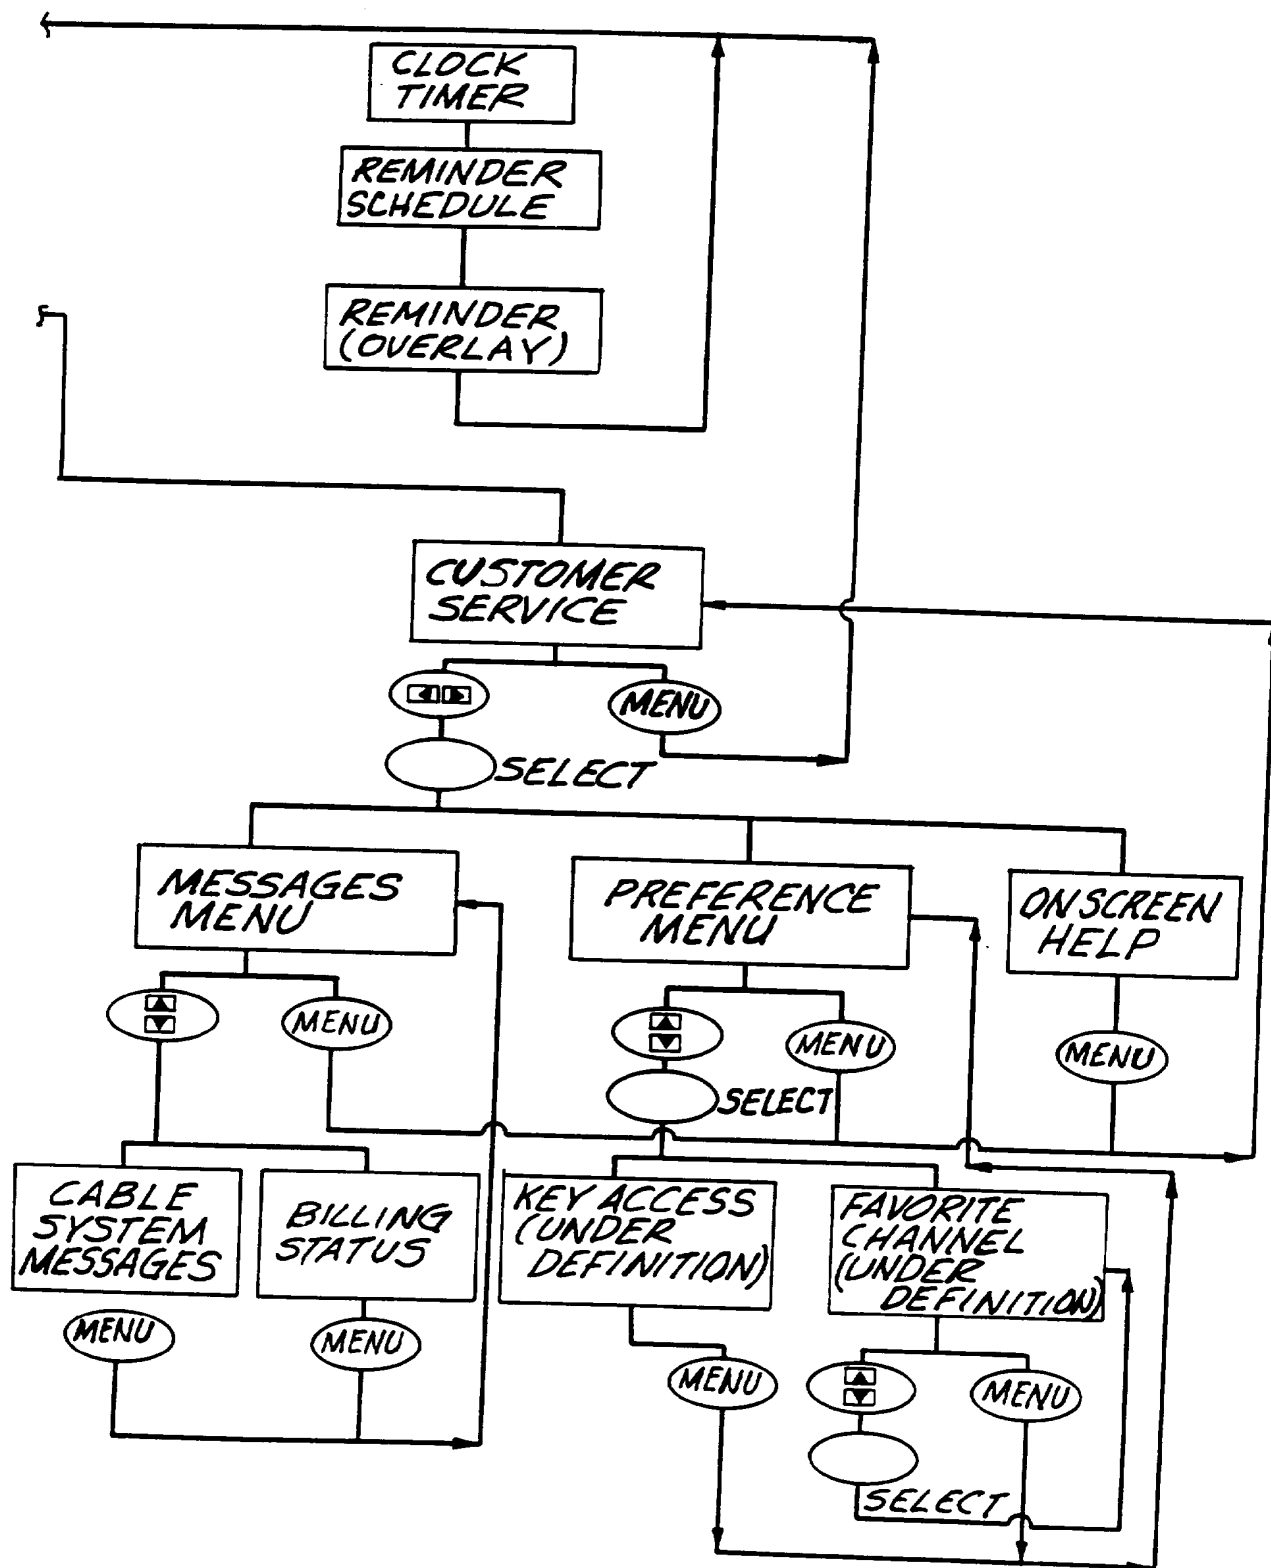 CLOCK
TIMER
REMINDER
SCHEDULE
REMINDER
(OVERLAY)
CUSTOMER
SERVICE
MENU
SELECT
MESSAGES
MENU
PREFERENCE
MENU
ON SCREEN
HELP
MENU
MENU
MENU
SELECT
CABLE
SYSTEM
MESSAGES
BILLING
STATUS
KEY ACCESS
(UNDER
DEFINITION)
FAVORITE
CHANNEL
(UNDER
DEFINITION)
MENU
MENU
MENU
MENU
SELECT